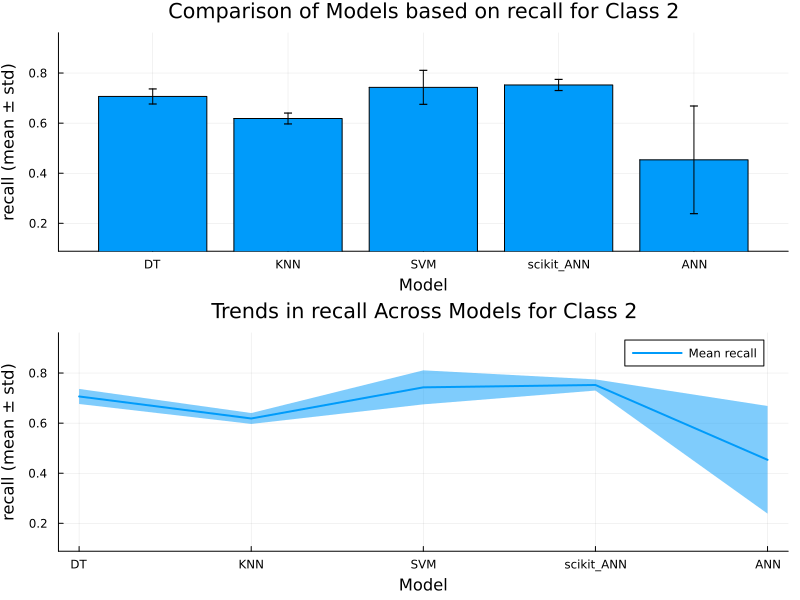 Comparison of Models based on recall for Class 2
recall (mean ± std)
0.8
0.6
0.4
0.2
DT KNN SVM scikit_ANN ANN
Model
Trends in recall Across Models for Class 2
recall (mean ± std)
Mean recall
0.8
0.6
0.4
0.2
DT KNN SVM scikit_ANN ANN
Model